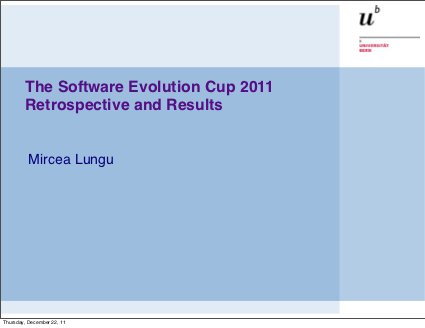 u
b
UNIVERSITÄT
BERN
The Software Evolution Cup 2011
Retrospective and Results
Mircea Lungu
Thursday, December 22, 11